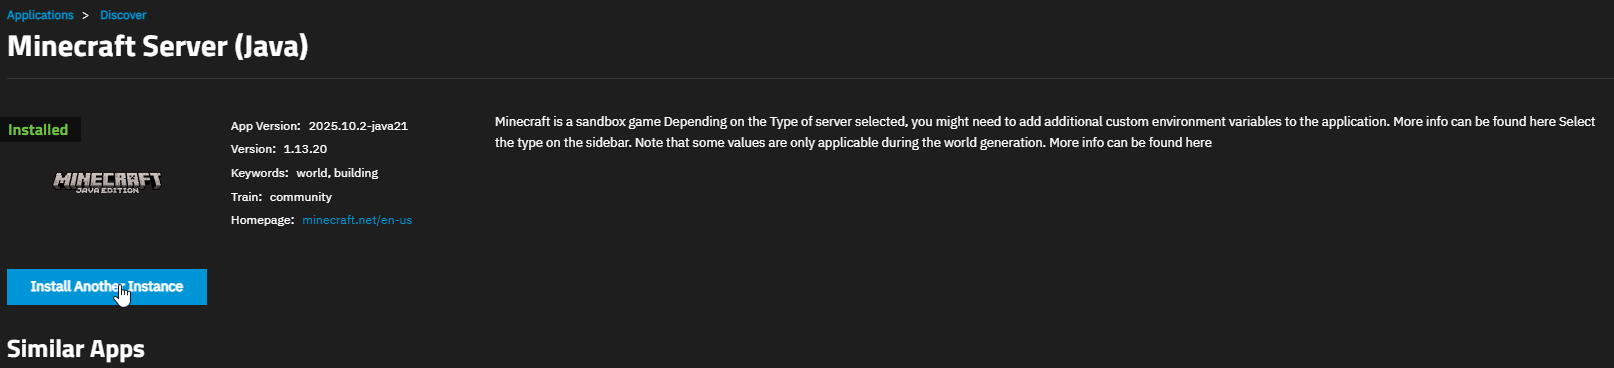 Applications > Discover
Minecraft Server (Java)
Installed
MINECRAFT
JAVA EDITION
App Version: 2025.10.2-java21
Version: 1.13.20
Keywords: world, building
Train: community
Homepage: minecraft.net/en-us
Minecraft is a sandbox game Depending on the Type of server selected, you might need to add additional custom environment variables to the application. More info can be found here Select
the type on the sidebar. Note that some values are only applicable during the world generation. More info can be found here
Install Another Instance
Similar Apps